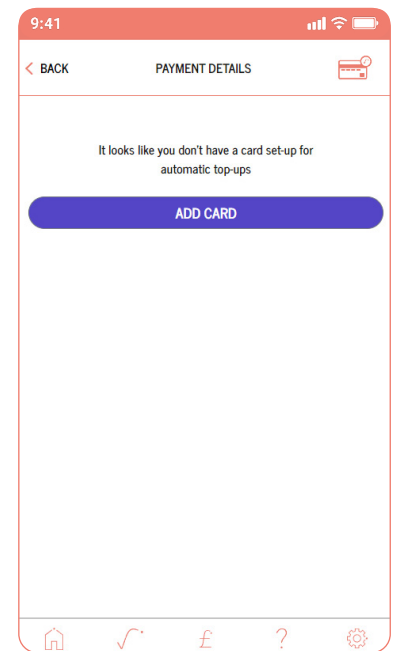 9:41
BACK
PAYMENT DETAILS
It looks like you don't have a card set-up for
automatic top-ups
ADD CARD
£
?